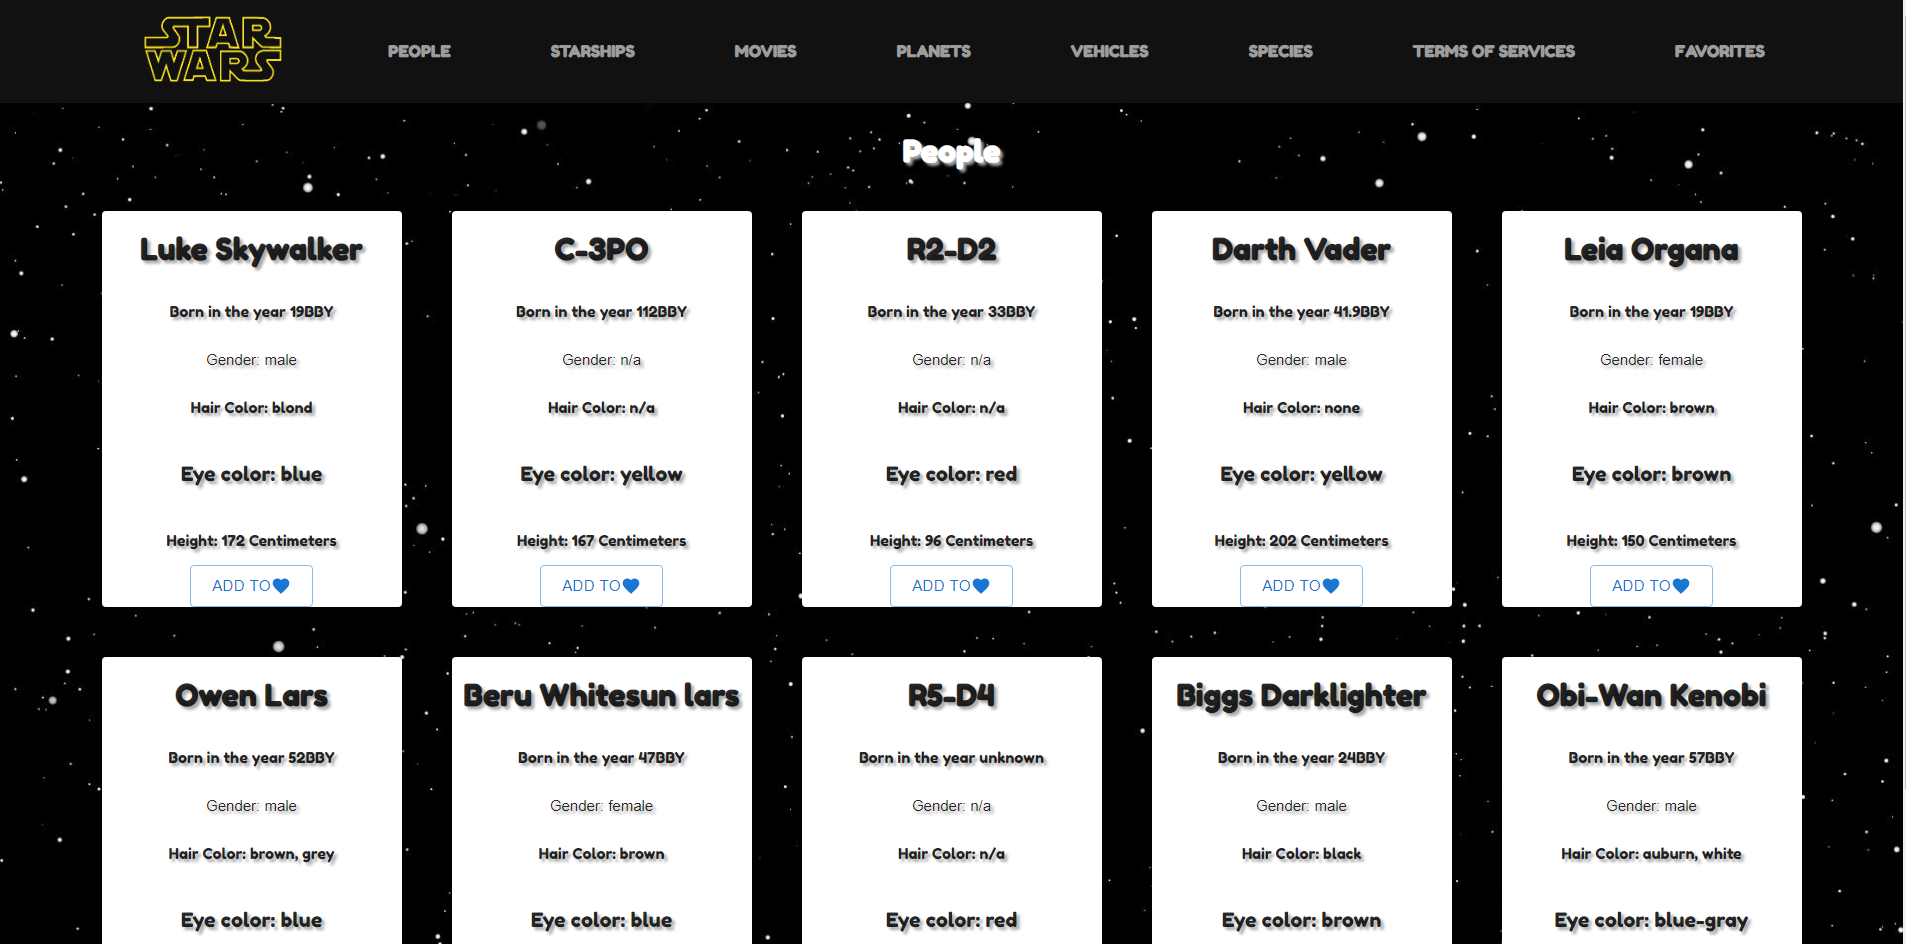 STAR
WARS
PEOPLE
STARSHIPS
MOVIES
PLANETS
VEHICLES
SPECIES
TERMS OF SERVICES
FAVORITES
People
Luke Skywalker
Born in the year 19BBY
Gender: male
Hair Color: blond
Eye color: blue
Height: 172 Centimeters
ADD TO
C-3PO
Born in the year 112BBY
Gender: n/a
Hair Color: n/a
Eye color: yellow
Height: 167 Centimeters
ADD TO
R2-D2
Born in the year 33BBY
Gender: n/a
Hair Color: n/a
Eye color: red
Height: 96 Centimeters
ADD TO
Darth Vader
Born in the year 41.9BBY
Gender: male
Hair Color: none
Eye color: yellow
Height: 202 Centimeters
ADD TO
Leia Organa
Born in the year 19BBY
Gender: female
Hair Color: brown
Eye color: brown
Height: 150 Centimeters
ADD TO
Owen Lars
Born in the year 52BBY
Gender: male
Hair Color: brown, grey
Eye color: blue
Beru Whitesun lars
Born in the year 47BBY
Gender: female
Hair Color: brown
Eye color: blue
R5-D4
Born in the year unknown
Gender: n/a
Hair Color: n/a
Eye color: red
Biggs Darklighter
Born in the year 24BBY
Gender: male
Hair Color: black
Eye color: brown
Obi-Wan Kenobi
Born in the year 57BBY
Gender: male
Hair Color: auburn, white
Eye color: blue-gray